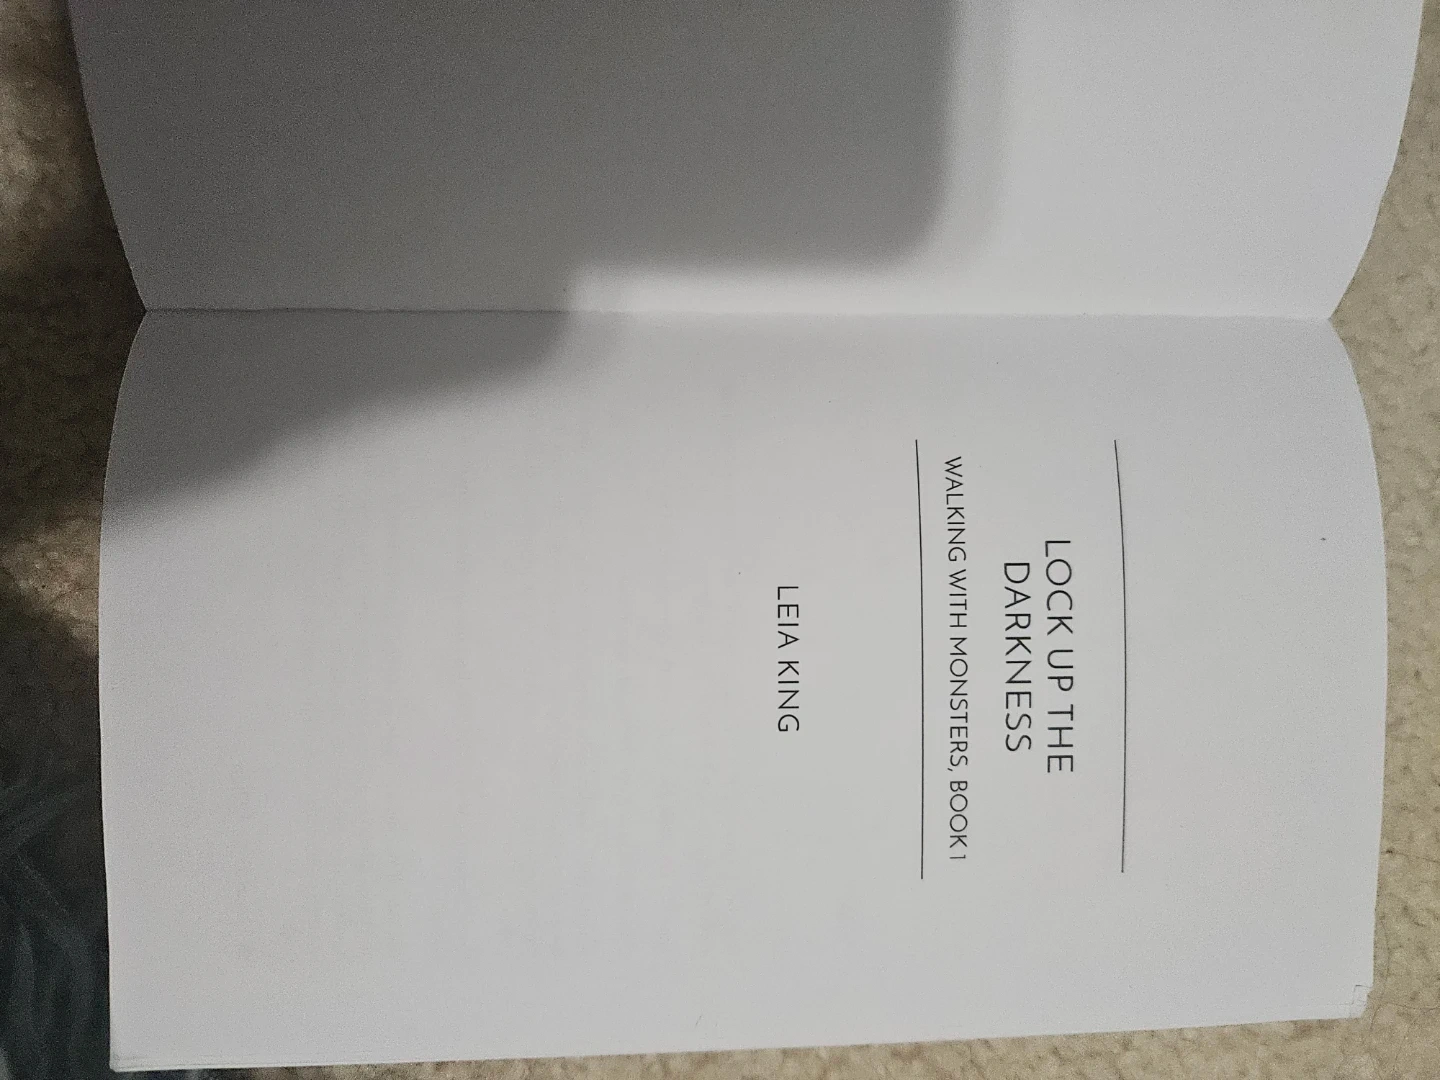 LOCK UP THE
DARKNESS
WALKING WITH MONSTERS, BOOK 1
LEIA KING